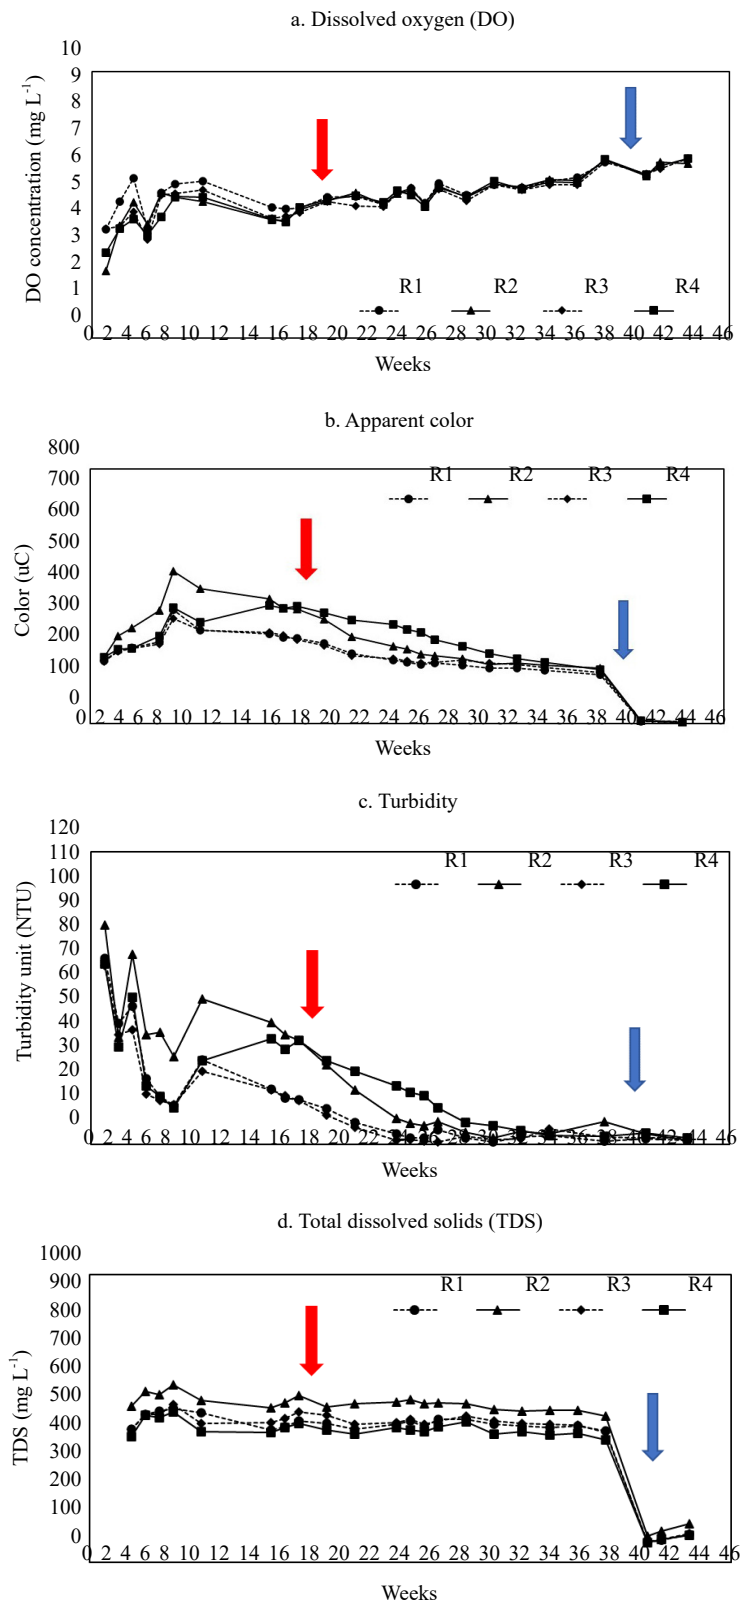 a. Dissolved oxygen (DO)
10
9
8
7
6
5
4
3
2
1
0
DO concentration (mg L-1)
R1 R2 R3 R4
0 2 4 6 8 10 12 14 16 18 20 22 24 26 28 30 32 34 36 38 40 42 44 46
Weeks
b. Apparent color
800
700
600
500
400
300
200
100
0
Color (uC)
R1 R2 R3 R4
0 2 4 6 8 10 12 14 16 18 20 22 24 26 28 30 32 34 36 38 40 42 44 46
Weeks
c. Turbidity
120
110
100
90
80
70
60
50
40
30
20
10
0
Turbidity unit (NTU)
R1 R2 R3 R4
0 2 4 6 8 10 12 14 16 18 20 22 24 26 28 30 32 34 36 38 40 42 44 46
Weeks
d. Total dissolved solids (TDS)
1000
900
800
700
600
500
400
300
200
100
0
TDS (mg L-1)
R1 R2 R3 R4
0 2 4 6 8 10 12 14 16 18 20 22 24 26 28 30 32 34 36 38 40 42 44 46
Weeks